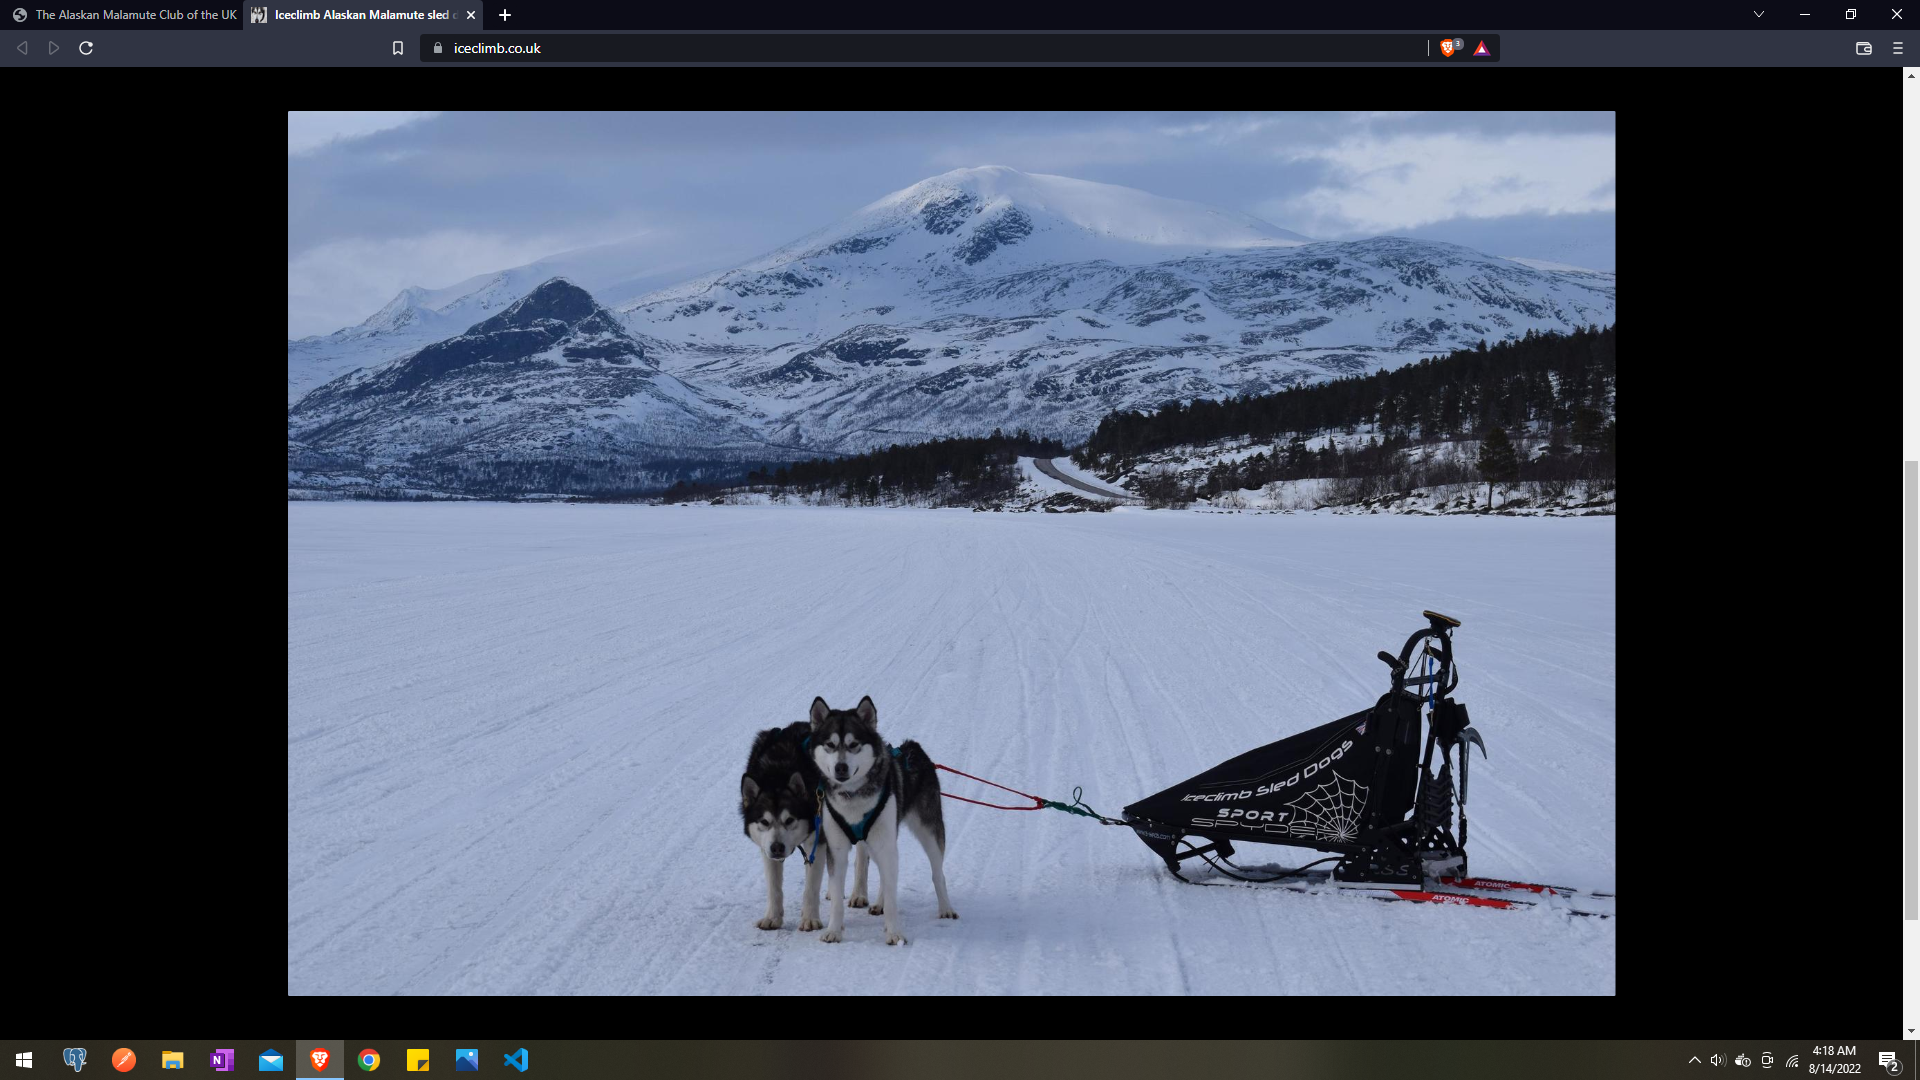 The Alaskan Malamute Club of the UK
Iceclimb Alaskan Malamute sled
iceclimb.co.uk
3
Iceclimb Sled Dogs
SPORT
SPYDER
ATOMIC
ATOMIC
4:18 AM
8/14/2022
2